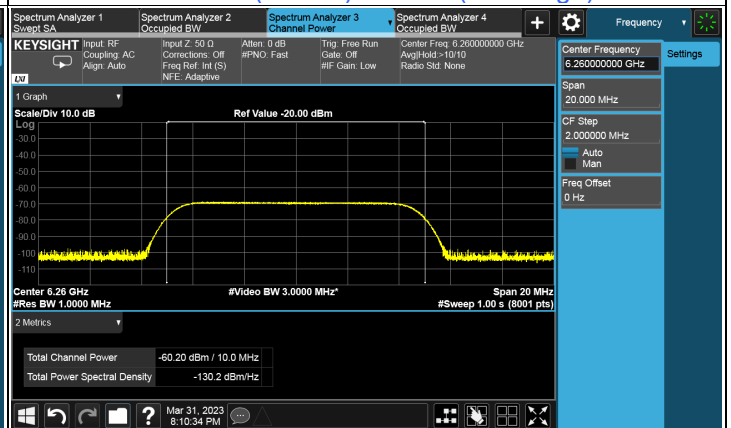 Spectrum Analyzer 1
Swept SA
Spectrum Analyzer 2
Occupied BW
Spectrum Analyzer 3
Channel Power
Spectrum Analyzer 4
Occupied BW
+
Frequency
KEYSIGHT
LXI
Input: RF
Coupling: AC
Align: Auto
Input Z: 50 Ω
Corrections: Off
Freq Ref: Int (S)
NFE: Adaptive
Atten: 0 dB
#PNO: Fast
Trig: Free Run
Gate: Off
#IF Gain: Low
Center Freq: 6.260000000 GHz
Avg|Hold:>10/10
Radio Std: None
Center Frequency
6.260000000 GHz
Settings
Span
20.000 MHz
CF Step
2.000000 MHz
Auto
Man
Freq Offset
0 Hz
1 Graph
Scale/Div 10.0 dB
Ref Value -20.00 dBm
Log
-30.0
-40.0
-50.0
-60.0
-70.0
-80.0
-90.0
-100
-110
Center 6.26 GHz
#Video BW 3.0000 MHz*
Span 20 MHz
#Res BW 1.0000 MHz
#Sweep 1.00 s (8001 pts)
2 Metrics
Total Channel Power -60.20 dBm / 10.0 MHz
Total Power Spectral Density -130.2 dBm/Hz
?
Mar 31, 2023
8:10:34 PM